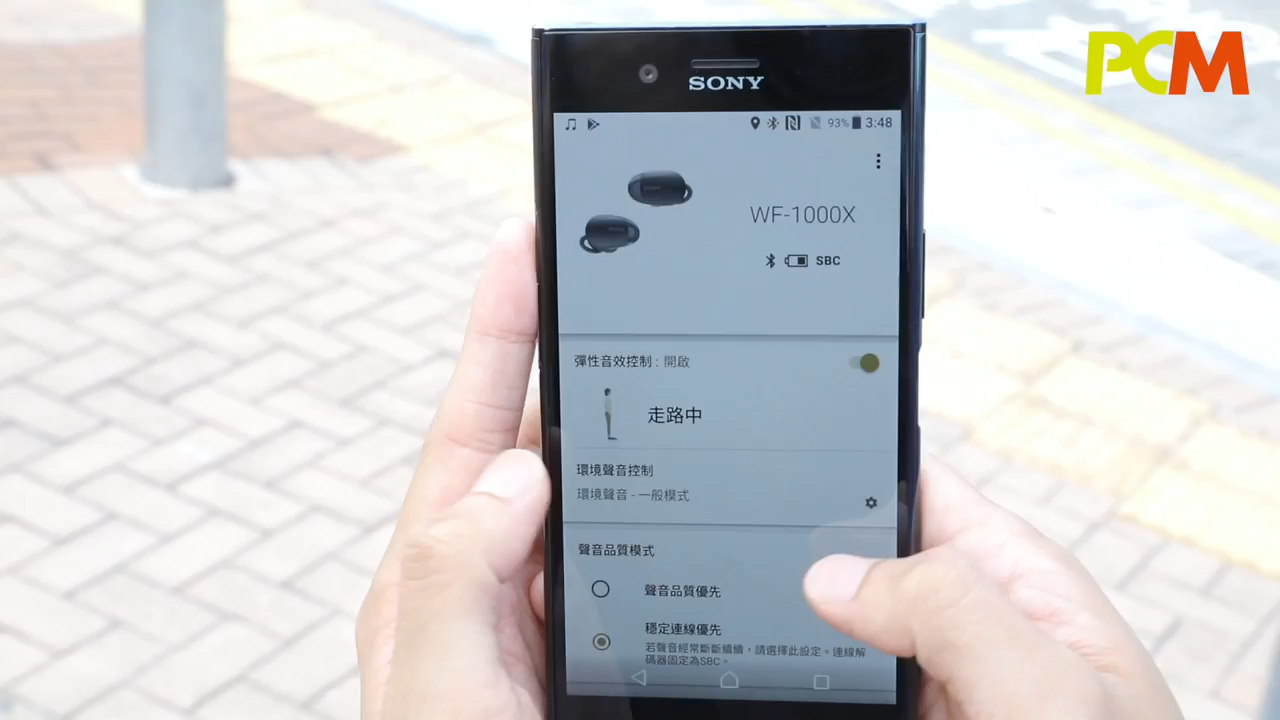 PCM
SONY
93% 3:48
WF-1000X
SBC
彈性音效控制 : 開啟
走路中
環境聲音控制
環境聲音 - 一般模式
聲音品質模式
聲音品質優先
穩定連線優先
若聲音經常斷斷續續，請選擇此設定。連線解
碼器固定為SBC。